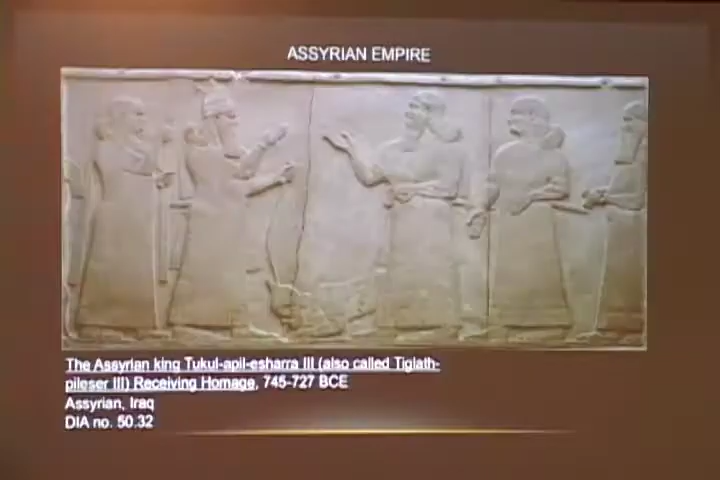 ASSYRIAN EMPIRE
The Assyrian king Tukul-apil-esharra III (also called Tiglath-
pileser III) Receiving Homage, 745-727 BCE
Assyrian, Iraq
DIA no. 50.32